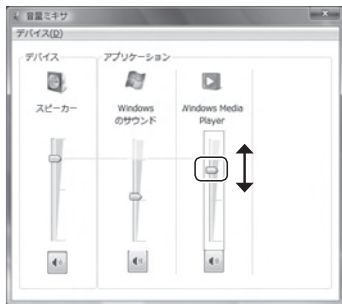 音量ミキサ
デバイス(D)
デバイス
アプリケーション
スピーカー
Windows
のサウンド
Windows Media
Player